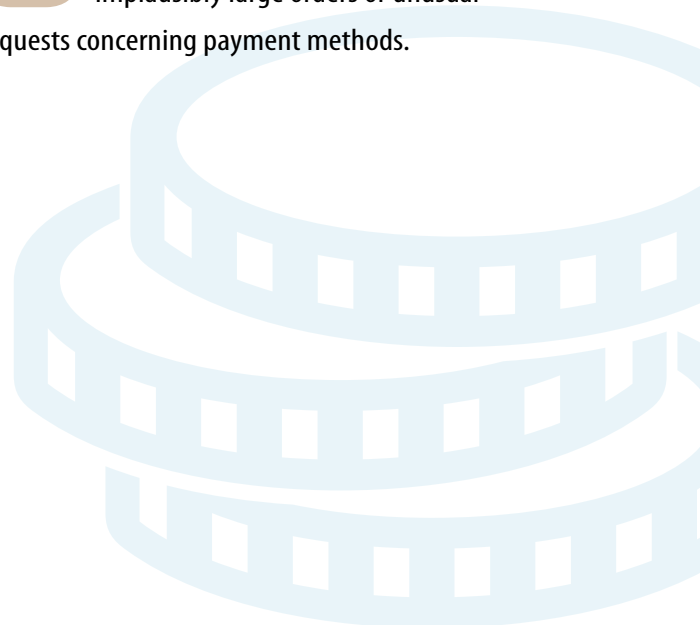 implausibly large orders or unusual
quests concerning payment methods.